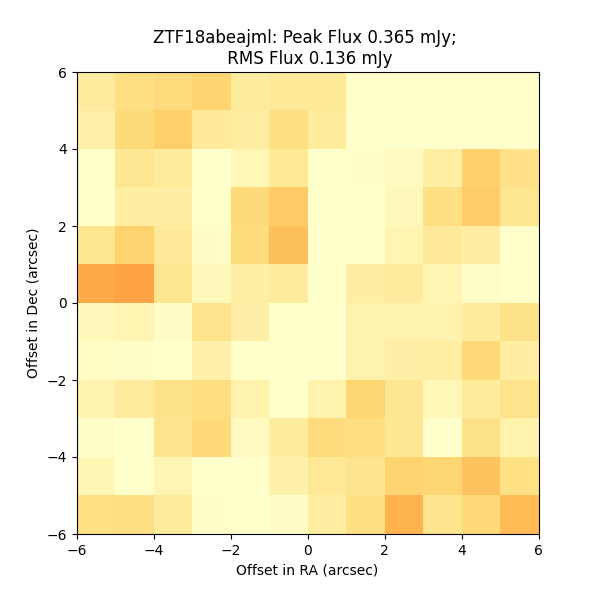 ZTF18abeajml: Peak Flux 0.365 mJy;
RMS Flux 0.136 mJy
6
4
2
0
−2
−4
−6
Offset in Dec (arcsec)
−6 −4 −2 0 2 4 6
Offset in RA (arcsec)